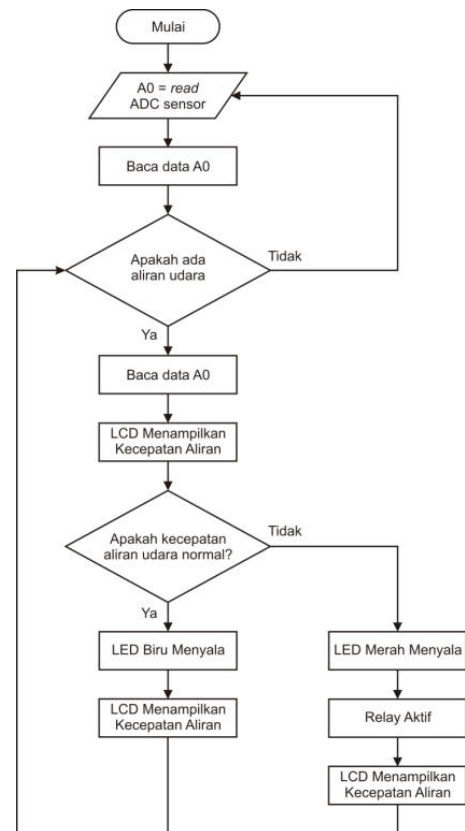 Mulai
A0 = read
ADC sensor
Baca data A0
Apakah ada
aliran udara
Tidak
Ya
Baca data A0
LCD Menampilkan
Kecepatan Aliran
Apakah kecepatan
aliran udara normal?
Tidak
Ya
LED Biru Menyala
LCD Menampilkan
Kecepatan Aliran
LED Merah Menyala
Relay Aktif
LCD Menampilkan
Kecepatan Aliran